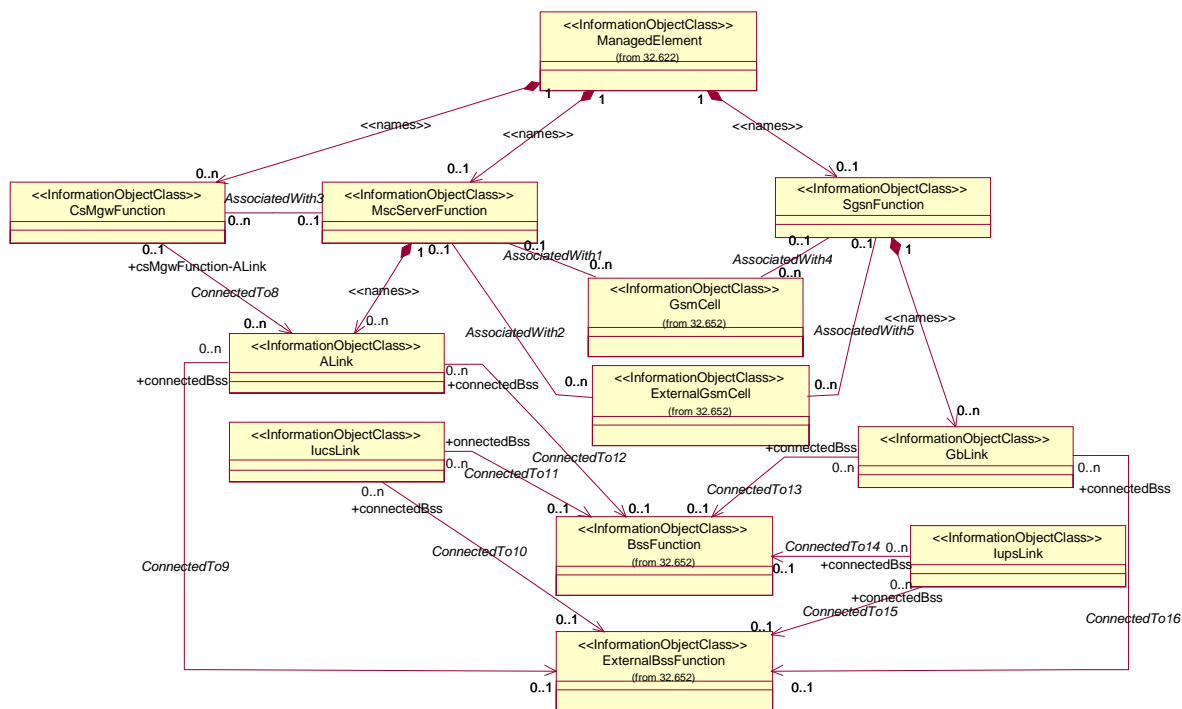 <<InformationObjectClass>>
ManagedElement
(from 32.622)
1
1
1
<<names>>
<<names>>
<<names>>
0..n
0..1
0..1
<<InformationObjectClass>>
CsMgwFunction
AssociatedWith3
0..n
0..1
<<InformationObjectClass>>
MscServerFunction
<<InformationObjectClass>>
SgsnFunction
0..1
+csMgwFunction-ALink
ConnectedTo8
0..n
1
<<names>>
0..n
0..1
AssociatedWith2
0..n
0..1
AssociatedWith1
0..n
0..1
AssociatedWith4
0..n
0..1
AssociatedWith5
0..n
1
<<names>>
0..n
<<InformationObjectClass>>
GsmCell
(from 32.652)
<<InformationObjectClass>>
ALink
0..n
+connectedBss
0..n
+connectedBss
<<InformationObjectClass>>
ExternalGsmCell
(from 32.652)
<<InformationObjectClass>>
IucsLink
+onnectedBss
0..n
ConnectedTo11
ConnectedTo12
0..n
+connectedBss
<<InformationObjectClass>>
GbLink
+connectedBss
0..n
ConnectedTo13
0..n
+connectedBss
0..1
0..1
0..1
<<InformationObjectClass>>
BssFunction
(from 32.652)
ConnectedTo14
0..n
+connectedBss
0..1
<<InformationObjectClass>>
IupsLink
0..n
+connectedBss
ConnectedTo15
ConnectedTo10
ConnectedTo9
ConnectedTo16
0..1
0..1
<<InformationObjectClass>>
ExternalBssFunction
(from 32.652)
0..1
0..1